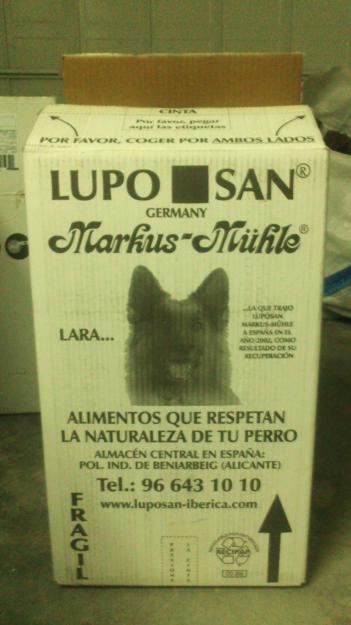 CINTA
Por favor, pegar
aquí las etiquetas
POR FAVOR, COGER POR AMBOS LADOS
LUPO SAN®
GERMANY
Markus-Mühle®
LARA...
...LA QUE TRAJO
LUPOSAN
MARKUS-MÜHLE
A ESPAÑA EN EL
AÑO 2002, COMO
RESULTADO DE SU
RECUPERACIÓN
ALIMENTOS QUE RESPETAN
LA NATURALEZA DE TU PERRO
ALMACÉN CENTRAL EN ESPAÑA:
POL. IND. DE BENIARBEIG (ALICANTE)
Tel.: 96 643 10 10
www.luposan-iberica.com
FRAGIL
PRESIONE
LA CINTA
RECIPAP